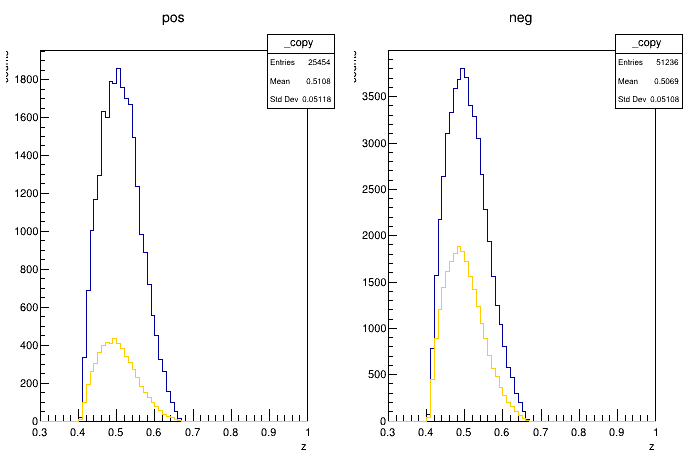 pos
_copy
Entries 25454
Mean 0.5108
Std Dev 0.05118
1800
1600
1400
1200
1000
800
600
400
200
0
0.3 0.4 0.5 0.6 0.7 0.8 0.9 1
z
neg
_copy
Entries 51236
Mean 0.5069
Std Dev 0.05108
3500
3000
2500
2000
1500
1000
500
0
0.3 0.4 0.5 0.6 0.7 0.8 0.9 1
z